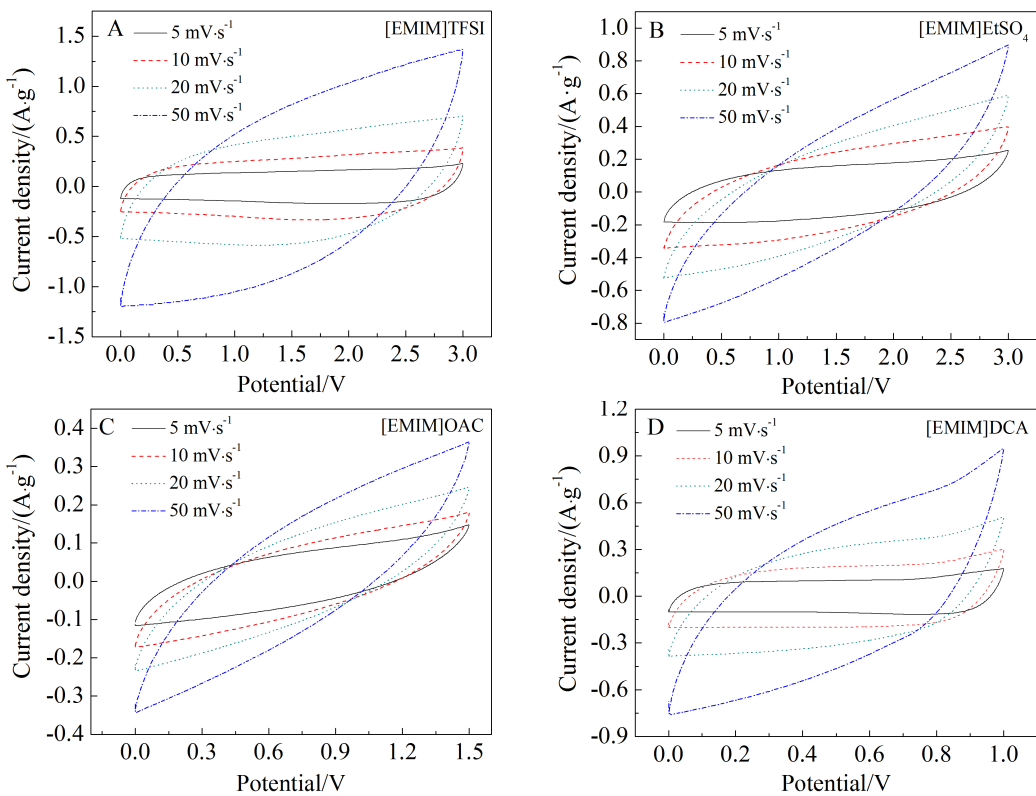 A
[EMIM]TFSI
5 mV·s⁻¹
10 mV·s⁻¹
20 mV·s⁻¹
50 mV·s⁻¹
1.5
1.0
0.5
0.0
-0.5
-1.0
-1.5
Current density/(A·g⁻¹)
0.0 0.5 1.0 1.5 2.0 2.5 3.0
Potential/V
B
[EMIM]EtSO₄
5 mV·s⁻¹
10 mV·s⁻¹
20 mV·s⁻¹
50 mV·s⁻¹
1.0
0.8
0.6
0.4
0.2
0.0
-0.2
-0.4
-0.6
-0.8
Current density/(A·g⁻¹)
0.0 0.5 1.0 1.5 2.0 2.5 3.0
Potential/V
C
[EMIM]OAC
5 mV·s⁻¹
10 mV·s⁻¹
20 mV·s⁻¹
50 mV·s⁻¹
0.4
0.3
0.2
0.1
0.0
-0.1
-0.2
-0.3
-0.4
Current density/(A·g⁻¹)
0.0 0.3 0.6 0.9 1.2 1.5
Potential/V
D
[EMIM]DCA
5 mV·s⁻¹
10 mV·s⁻¹
20 mV·s⁻¹
50 mV·s⁻¹
1.2
0.9
0.6
0.3
0.0
-0.3
-0.6
-0.9
Current density/(A·g⁻¹)
0.0 0.2 0.4 0.6 0.8 1.0
Potential/V